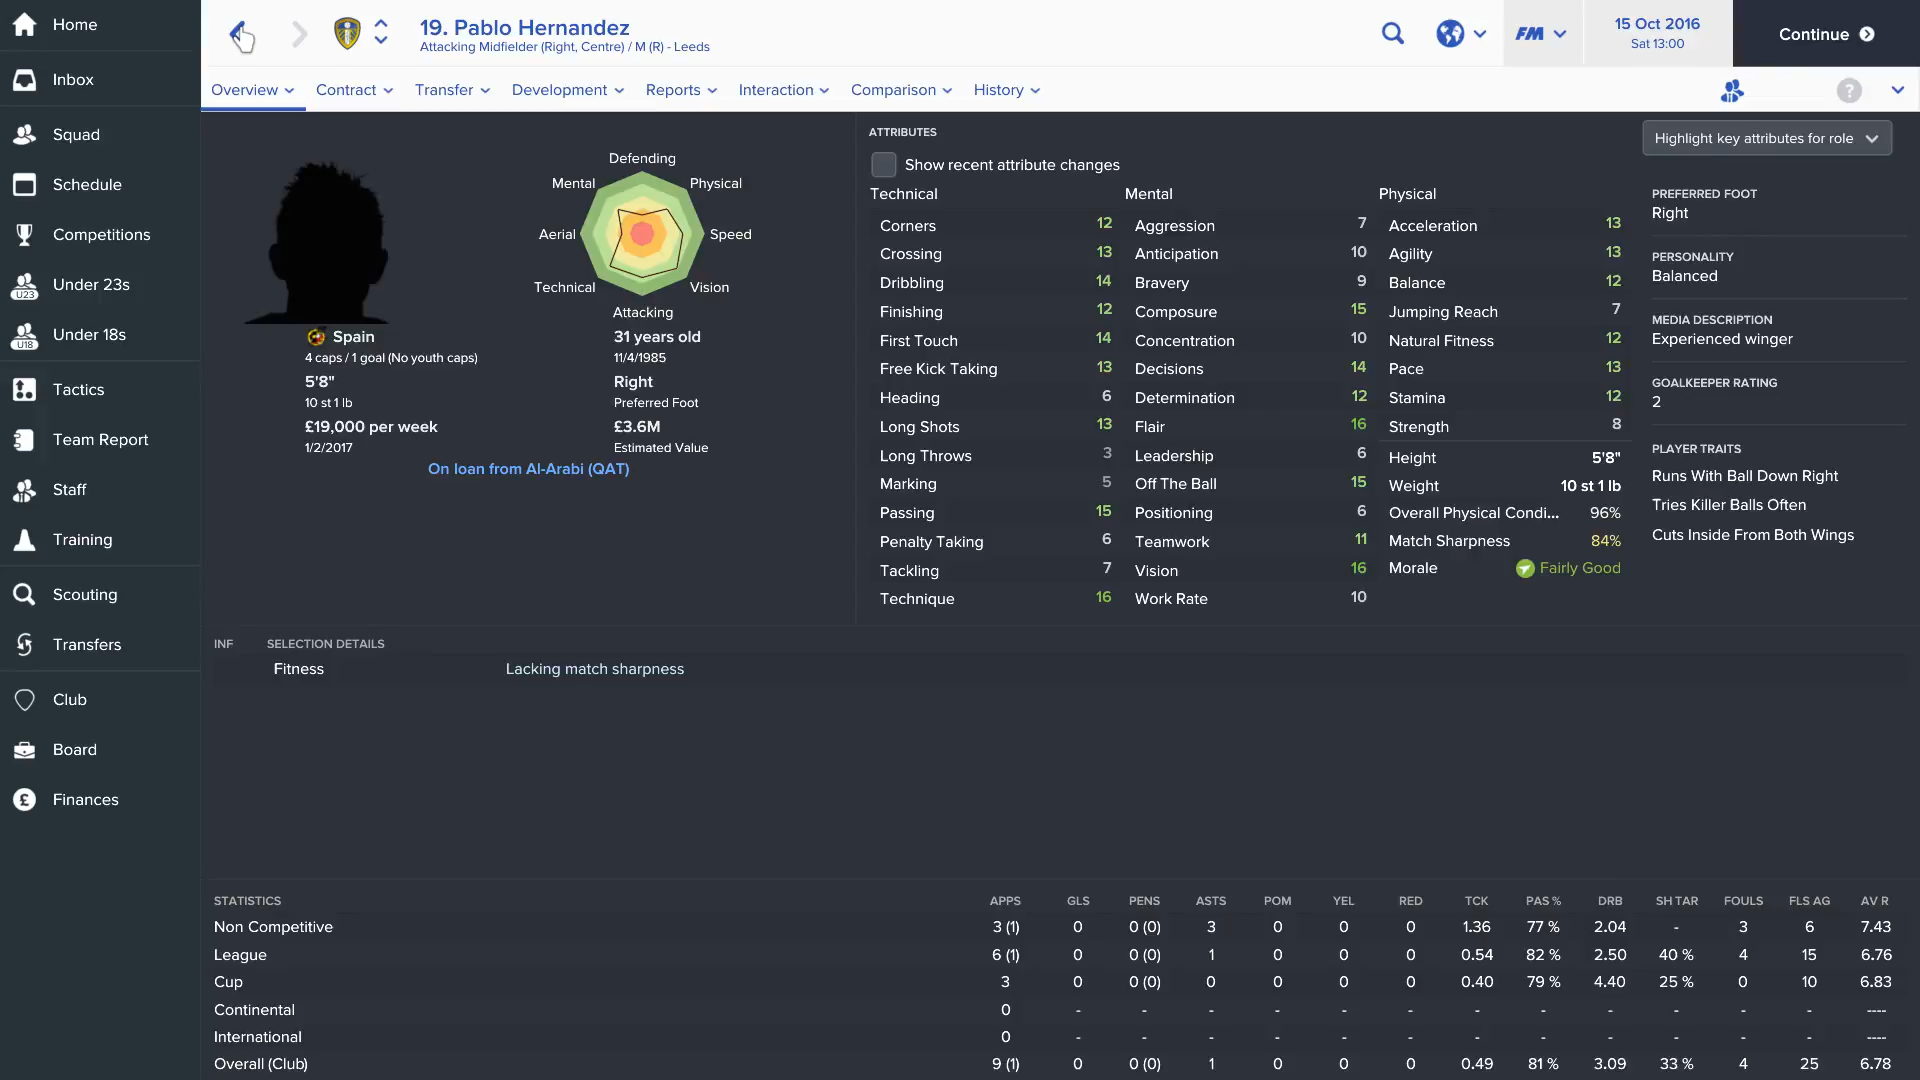 Home
Inbox
Squad
Schedule
Competitions
U23 Under 23s
U18 Under 18s
Tactics
Team Report
Staff
Training
Scouting
Transfers
Club
Board
Finances
19. Pablo Hernandez
Attacking Midfielder (Right, Centre) / M (R) - Leeds
FM
15 Oct 2016
Sat 13:00
Continue
Overview Contract Transfer Development Reports Interaction Comparison History
?
Defending
Mental Physical
Aerial Speed
Technical Vision
Attacking
Spain
4 caps / 1 goal (No youth caps)
5'8"
10 st 1 lb
£19,000 per week
1/2/2017
31 years old
11/4/1985
Right
Preferred Foot
£3.6M
Estimated Value
On loan from Al-Arabi (QAT)
ATTRIBUTES
Show recent attribute changes
Highlight key attributes for role
Technical
Corners 12
Crossing 13
Dribbling 14
Finishing 12
First Touch 14
Free Kick Taking 13
Heading 6
Long Shots 13
Long Throws 3
Marking 5
Passing 15
Penalty Taking 6
Tackling 7
Technique 16
Mental
Aggression 7
Anticipation 10
Bravery 9
Composure 15
Concentration 10
Decisions 14
Determination 12
Flair 16
Leadership 6
Off The Ball 15
Positioning 6
Teamwork 11
Vision 16
Work Rate 10
Physical
Acceleration 13
Agility 13
Balance 12
Jumping Reach 7
Natural Fitness 12
Pace 13
Stamina 12
Strength 8
Height 5'8"
Weight 10 st 1 lb
Overall Physical Condi... 96%
Match Sharpness 84%
Morale Fairly Good
PREFERRED FOOT
Right
PERSONALITY
Balanced
MEDIA DESCRIPTION
Experienced winger
GOALKEEPER RATING
2
PLAYER TRAITS
Runs With Ball Down Right
Tries Killer Balls Often
Cuts Inside From Both Wings
INF SELECTION DETAILS
Fitness Lacking match sharpness
STATISTICS APPS GLS PENS ASTS POM YEL RED TCK PAS % DRB SH TAR FOULS FLS AG AV R
Non Competitive 3 (1) 0 0 (0) 3 0 0 0 1.36 77 % 2.04 - 3 6 7.43
League 6 (1) 0 0 (0) 1 0 0 0 0.54 82 % 2.50 40 % 4 15 6.76
Cup 3 0 0 (0) 0 0 0 0 0.40 79 % 4.40 25 % 0 10 6.83
Continental 0 - - - - - - - - - - - - ----
International 0 - - - - - - - - - - - - ----
Overall (Club) 9 (1) 0 0 (0) 1 0 0 0 0.49 81 % 3.09 33 % 4 25 6.78